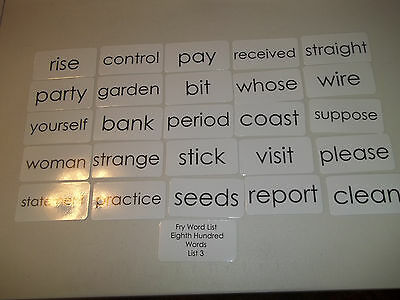 rise control pay received straight
party garden bit whose wire
yourself bank period coast suppose
woman strange stick visit please
practice seeds report clean
Fry Word List
Eighth Hundred
Words
List 3